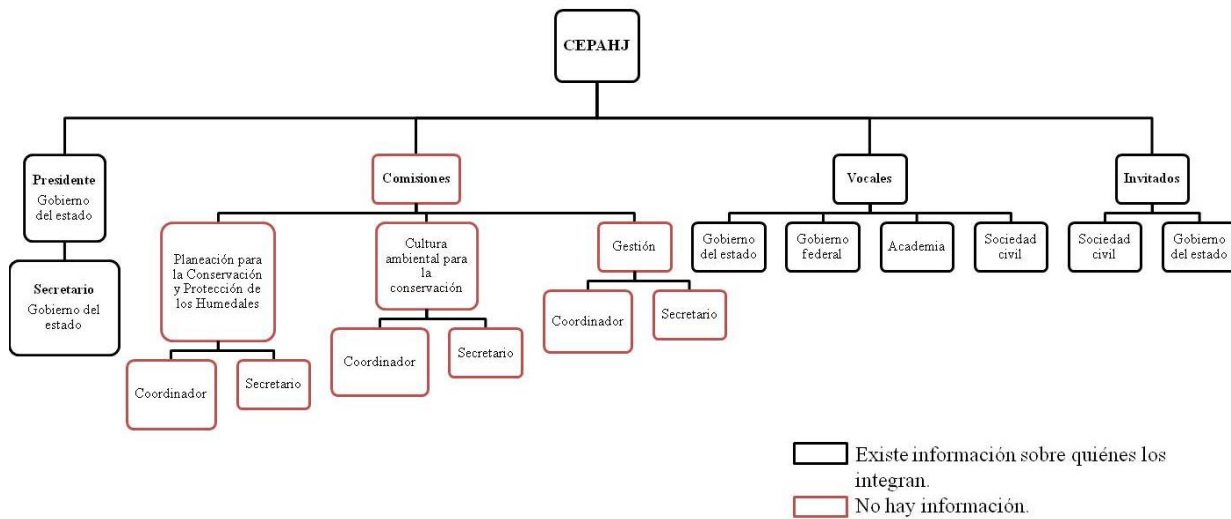 CEPAHJ
Presidente
Gobierno
del estado
Secretario
Gobierno del
estado
Comisiones
Planeación para
la Conservación
y Protección de
los Humedales
Coordinador
Secretario
Cultura
ambiental para
la
conservación
Coordinador
Secretario
Gestión
Coordinador
Secretario
Vocales
Gobierno
del estado
Gobierno
federal
Academia
Sociedad
civil
Invitados
Sociedad
civil
Gobierno
del estado
Existe información sobre quiénes los
integran.
No hay información.